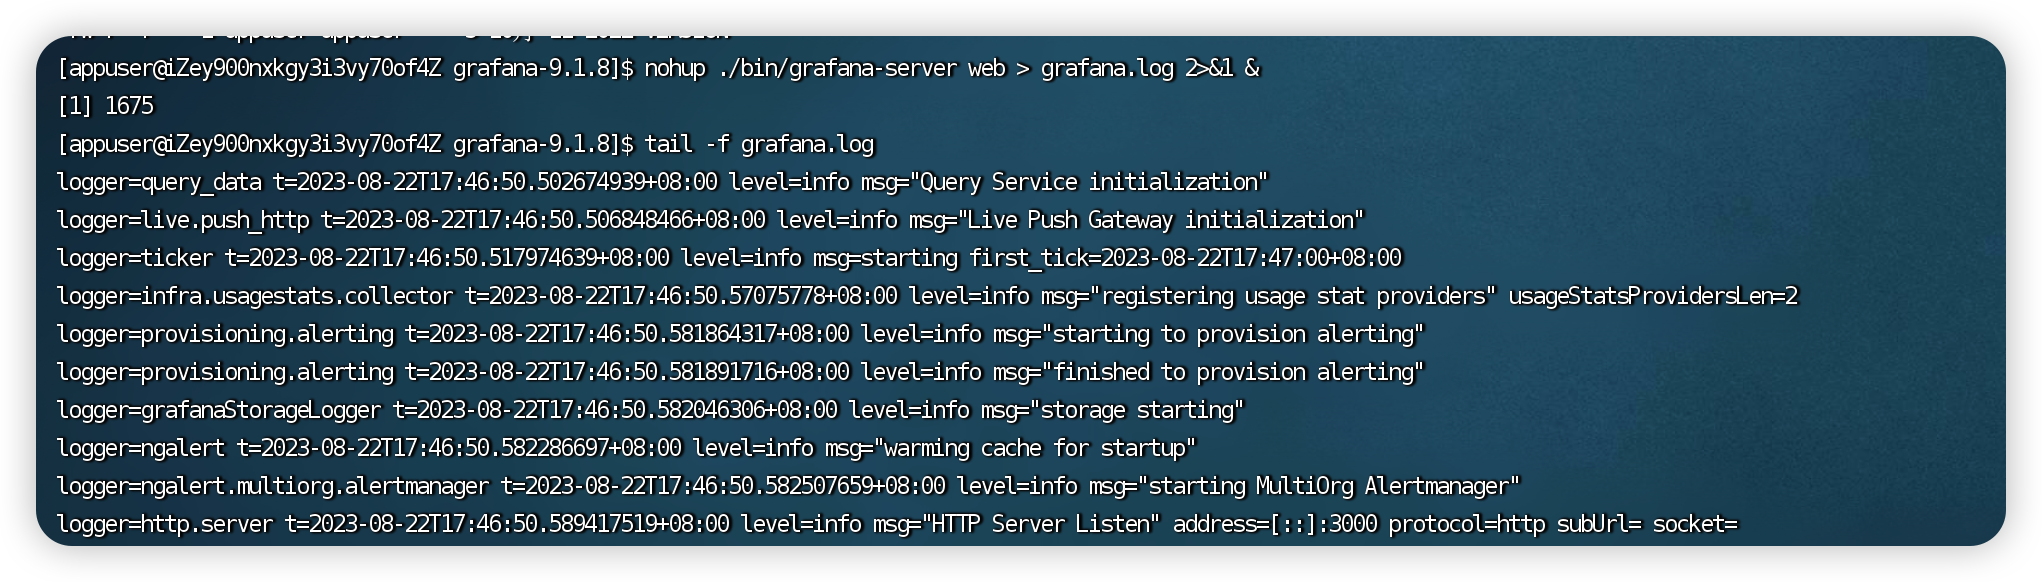 [appuser@iZey900nxkgy3i3vy70of4Z grafana-9.1.8]$ nohup ./bin/grafana-server web > grafana.log 2>&1 &
[1] 1675
[appuser@iZey900nxkgy3i3vy70of4Z grafana-9.1.8]$ tail -f grafana.log
logger=query_data t=2023-08-22T17:46:50.502674939+08:00 level=info msg="Query Service initialization"
logger=live.push_http t=2023-08-22T17:46:50.506848466+08:00 level=info msg="Live Push Gateway initialization"
logger=ticker t=2023-08-22T17:46:50.517974639+08:00 level=info msg=starting first_tick=2023-08-22T17:47:00+08:00
logger=infra.usagestats.collector t=2023-08-22T17:46:50.57075778+08:00 level=info msg="registering usage stat providers" usageStatsProvidersLen=2
logger=provisioning.alerting t=2023-08-22T17:46:50.581864317+08:00 level=info msg="starting to provision alerting"
logger=provisioning.alerting t=2023-08-22T17:46:50.581891716+08:00 level=info msg="finished to provision alerting"
logger=grafanaStorageLogger t=2023-08-22T17:46:50.582046306+08:00 level=info msg="storage starting"
logger=ngalert t=2023-08-22T17:46:50.582286697+08:00 level=info msg="warming cache for startup"
logger=ngalert.multiorg.alertmanager t=2023-08-22T17:46:50.582507659+08:00 level=info msg="starting MultiOrg Alertmanager"
logger=http.server t=2023-08-22T17:46:50.589417519+08:00 level=info msg="HTTP Server Listen" address=[::]:3000 protocol=http subUrl= socket=